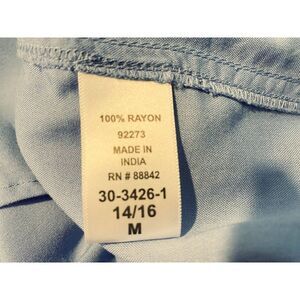 100% RAYON
92273
MADE IN
INDIA
RN # 88842
30-3426-1
14/16
M